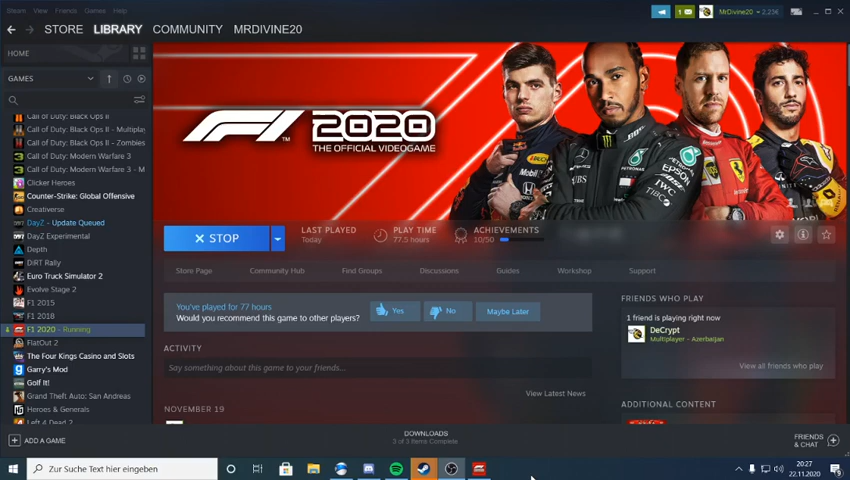 Steam View Friends Games Help
MrDivine20 2,23€
STORE LIBRARY COMMUNITY MRDIVINE20
HOME
GAMES
Call of Duty: Black Ops II
Call of Duty: Black Ops II - Multiplay
Call of Duty: Black Ops II - Zombies
Call of Duty: Modern Warfare 3
Call of Duty: Modern Warfare 3 - M
Clicker Heroes
Counter-Strike: Global Offensive
Creativerse
DayZ - Update Queued
DayZ Experimental
Depth
DiRT Rally
Euro Truck Simulator 2
Evolve Stage 2
F1 2015
F1 2018
F1 2020 - Running
FlatOut 2
The Four Kings Casino and Slots
Garry's Mod
Golf It!
Grand Theft Auto: San Andreas
Heroes & Generals
Left 4 Dead 2
F1 2020
THE OFFICIAL VIDEOGAME
Mobil
UBS
PETRONAS
TIBCO
STOP
LAST PLAYED
Today
PLAY TIME
77.5 hours
ACHIEVEMENTS
10/50
Store Page Community Hub Find Groups Discussions Guides Workshop Support
You've played for 77 hours
Would you recommend this game to other players?
Yes No Maybe Later
ACTIVITY
Say something about this game to your friends...
View Latest News
NOVEMBER 19
FRIENDS WHO PLAY
1 friend is playing right now
DeCrypt
Multiplayer - Azerbaijan
View all friends who play
ADDITIONAL CONTENT
ADD A GAME
DOWNLOADS
3 of 3 Items Complete
FRIENDS
& CHAT
Zur Suche Text hier eingeben
20:27
22.11.2020
9